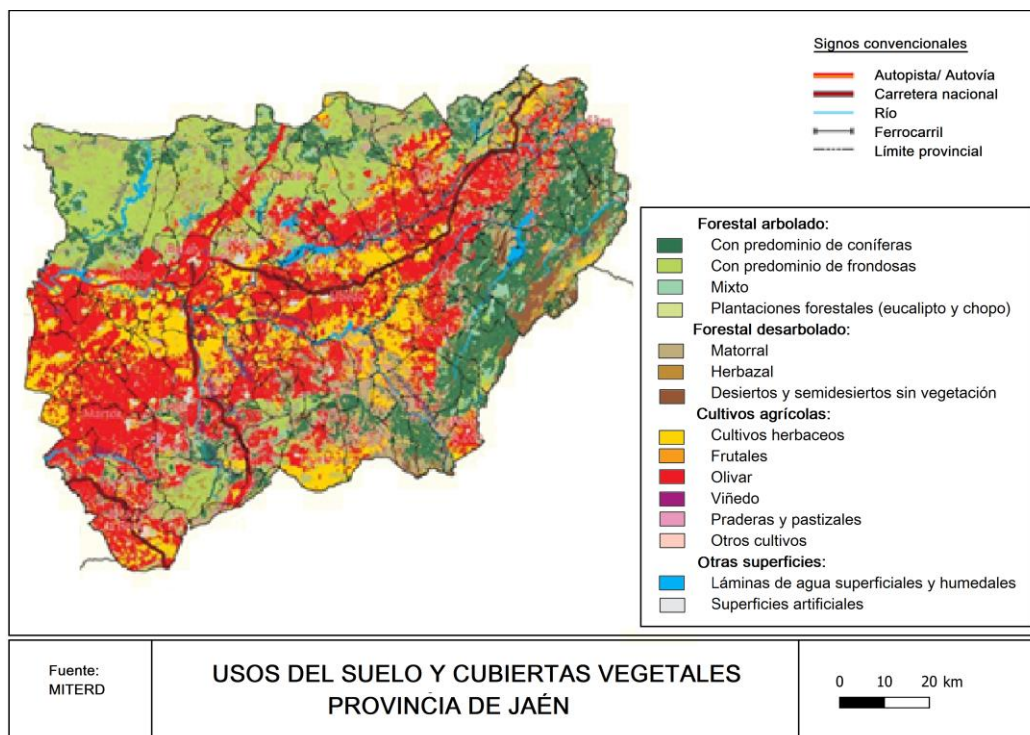 Signos convencionales
Autopista/ Autovía
Carretera nacional
Río
Ferrocarril
Límite provincial
Forestal arbolado:
Con predominio de coníferas
Con predominio de frondosas
Mixto
Plantaciones forestales (eucalipto y chopo)
Forestal desarbolado:
Matorral
Herbazal
Desiertos y semidesiertos sin vegetación
Cultivos agrícolas:
Cultivos herbaceos
Frutales
Olivar
Viñedo
Praderas y pastizales
Otros cultivos
Otras superficies:
Láminas de agua superficiales y humedales
Superficies artificiales
Martos
Fuente:
MITERD
USOS DEL SUELO Y CUBIERTAS VEGETALES
PROVINCIA DE JAÉN
0 10 20 km